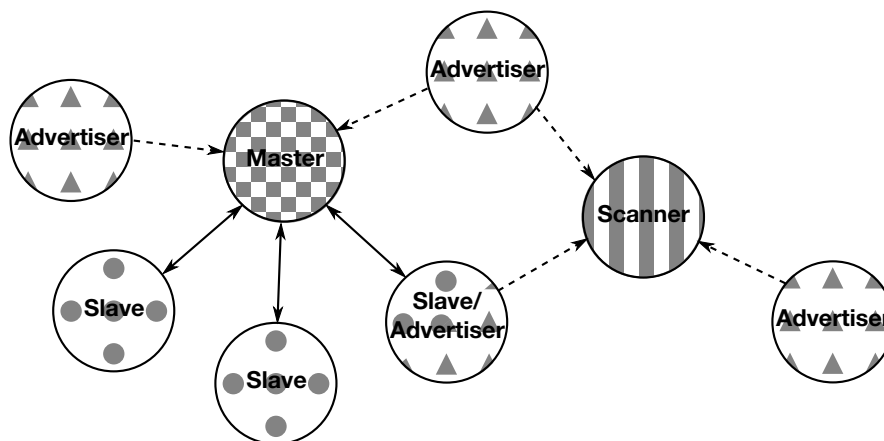 Advertiser
Advertiser
Master
Scanner
Slave
Slave/
Advertiser
Advertiser
Slave